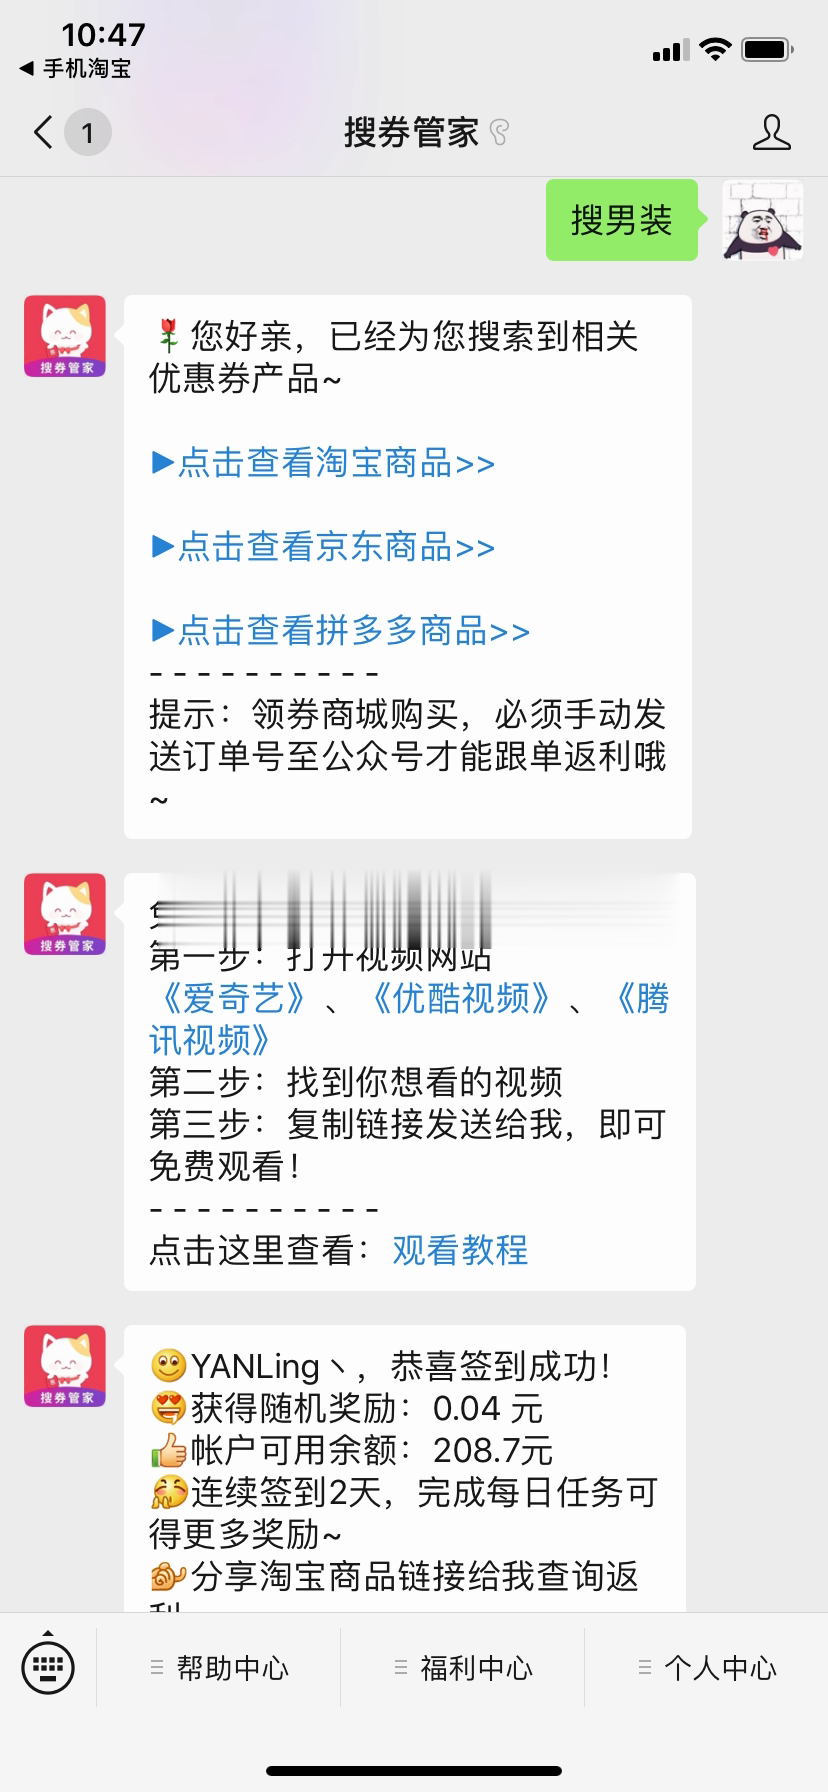 10:47
手机淘宝
1
搜券管家
搜男装
搜券管家
您好亲，已经为您搜索到相关
优惠券产品~
▶点击查看淘宝商品>>
▶点击查看京东商品>>
▶点击查看拼多多商品>>
----------
提示：领券商城购买，必须手动发
送订单号至公众号才能跟单返利哦
~
搜券管家
第一步：打开视频网站
《爱奇艺》、《优酷视频》、《腾
讯视频》
第二步：找到你想看的视频
第三步：复制链接发送给我，即可
免费观看！
----------
点击这里查看：观看教程
搜券管家
YANLing丶，恭喜签到成功！
获得随机奖励：0.04 元
帐户可用余额：208.7元
连续签到2天，完成每日任务可
得更多奖励~
分享淘宝商品链接给我查询返
帮助中心
福利中心
个人中心